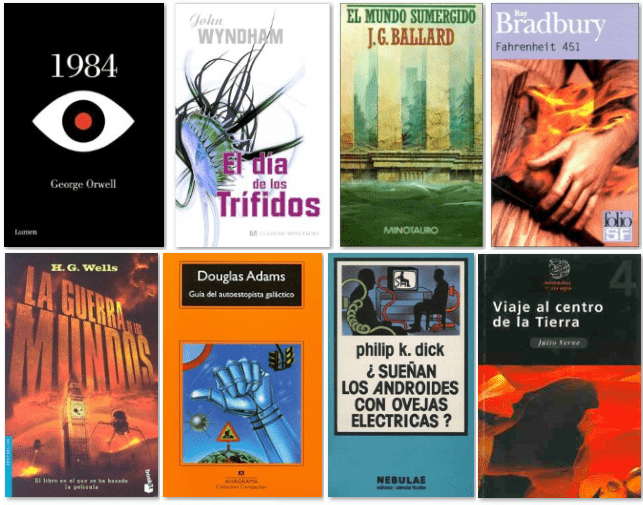 1984
George Orwell
Lumen
John
WYNDHAM
El día
de los
Trífidos
EL MUNDO SUMERGIDO
J.G. BALLARD
MINOTAURO
Ray
Bradbury
Fahrenheit 451
folio
SF
H. G. Wells
LA GUERRA DE LOS
MUNDOS
El libro en el que se ha basado
la película
Booket
Douglas Adams
Guía del autoestopista galáctico
ANAGRAMA
Colección Compactos
philip k. dick
¿ SUEÑAN
LOS ANDROIDES
CON OVEJAS
ELECTRICAS ?
NEBULAE
4
Viaje al centro
de la Tierra
Julio Verne